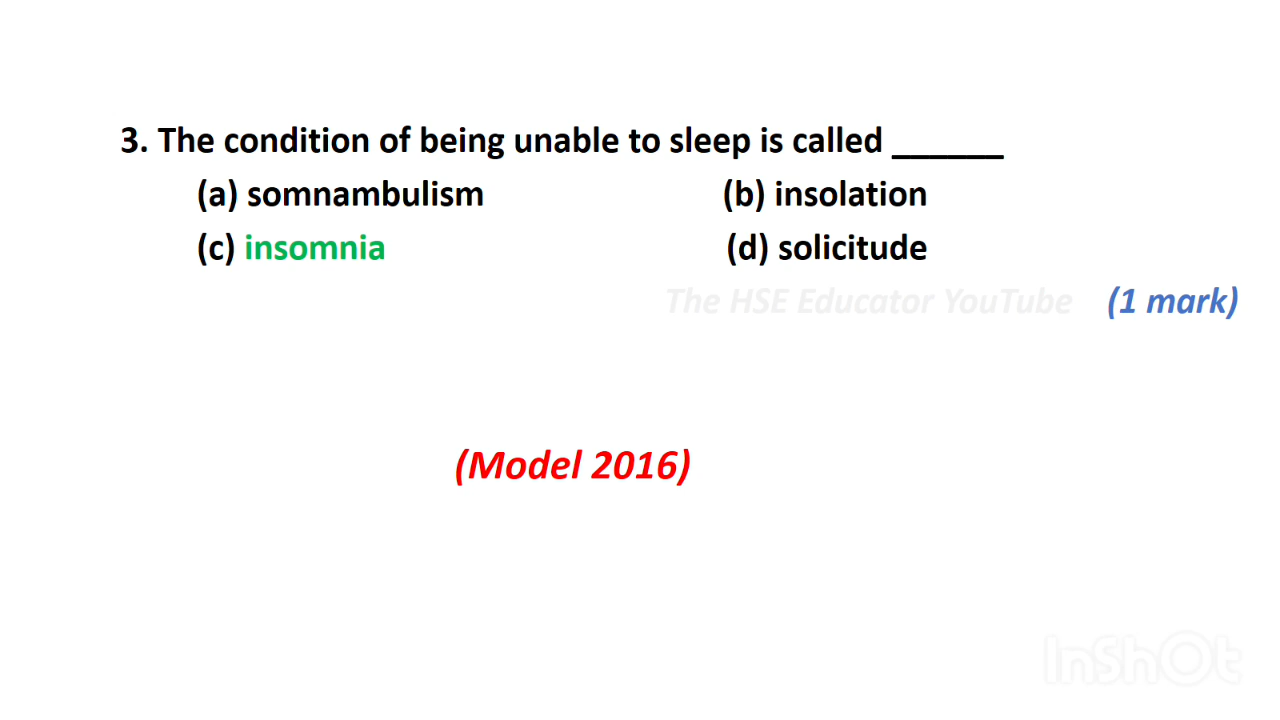 3. The condition of being unable to sleep is called ______
(a) somnambulism (b) insolation
(c) insomnia (d) solicitude
The HSE Educator YouTube (1 mark)
(Model 2016)
InShOt